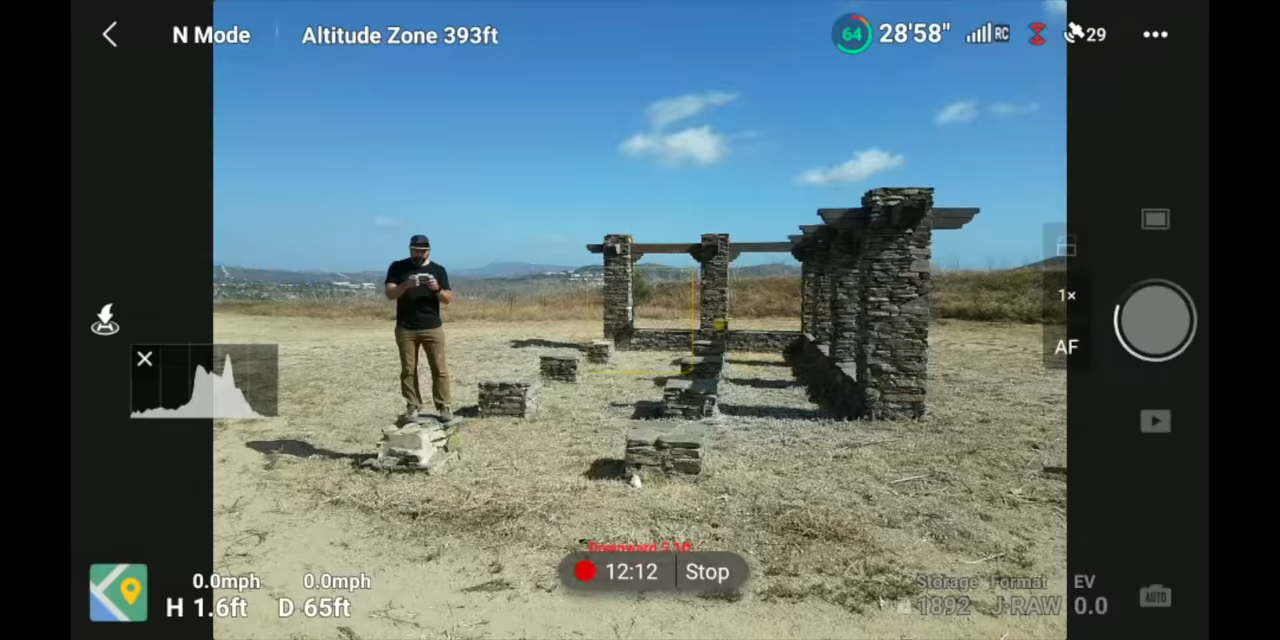 N Mode
Altitude Zone 393ft
64
28'58"
RC
29
1×
AF
12:12
Stop
0.0mph
0.0mph
H 1.6ft
D 65ft
Storage
Format
EV
1892
J-RAW
0.0
AUTO